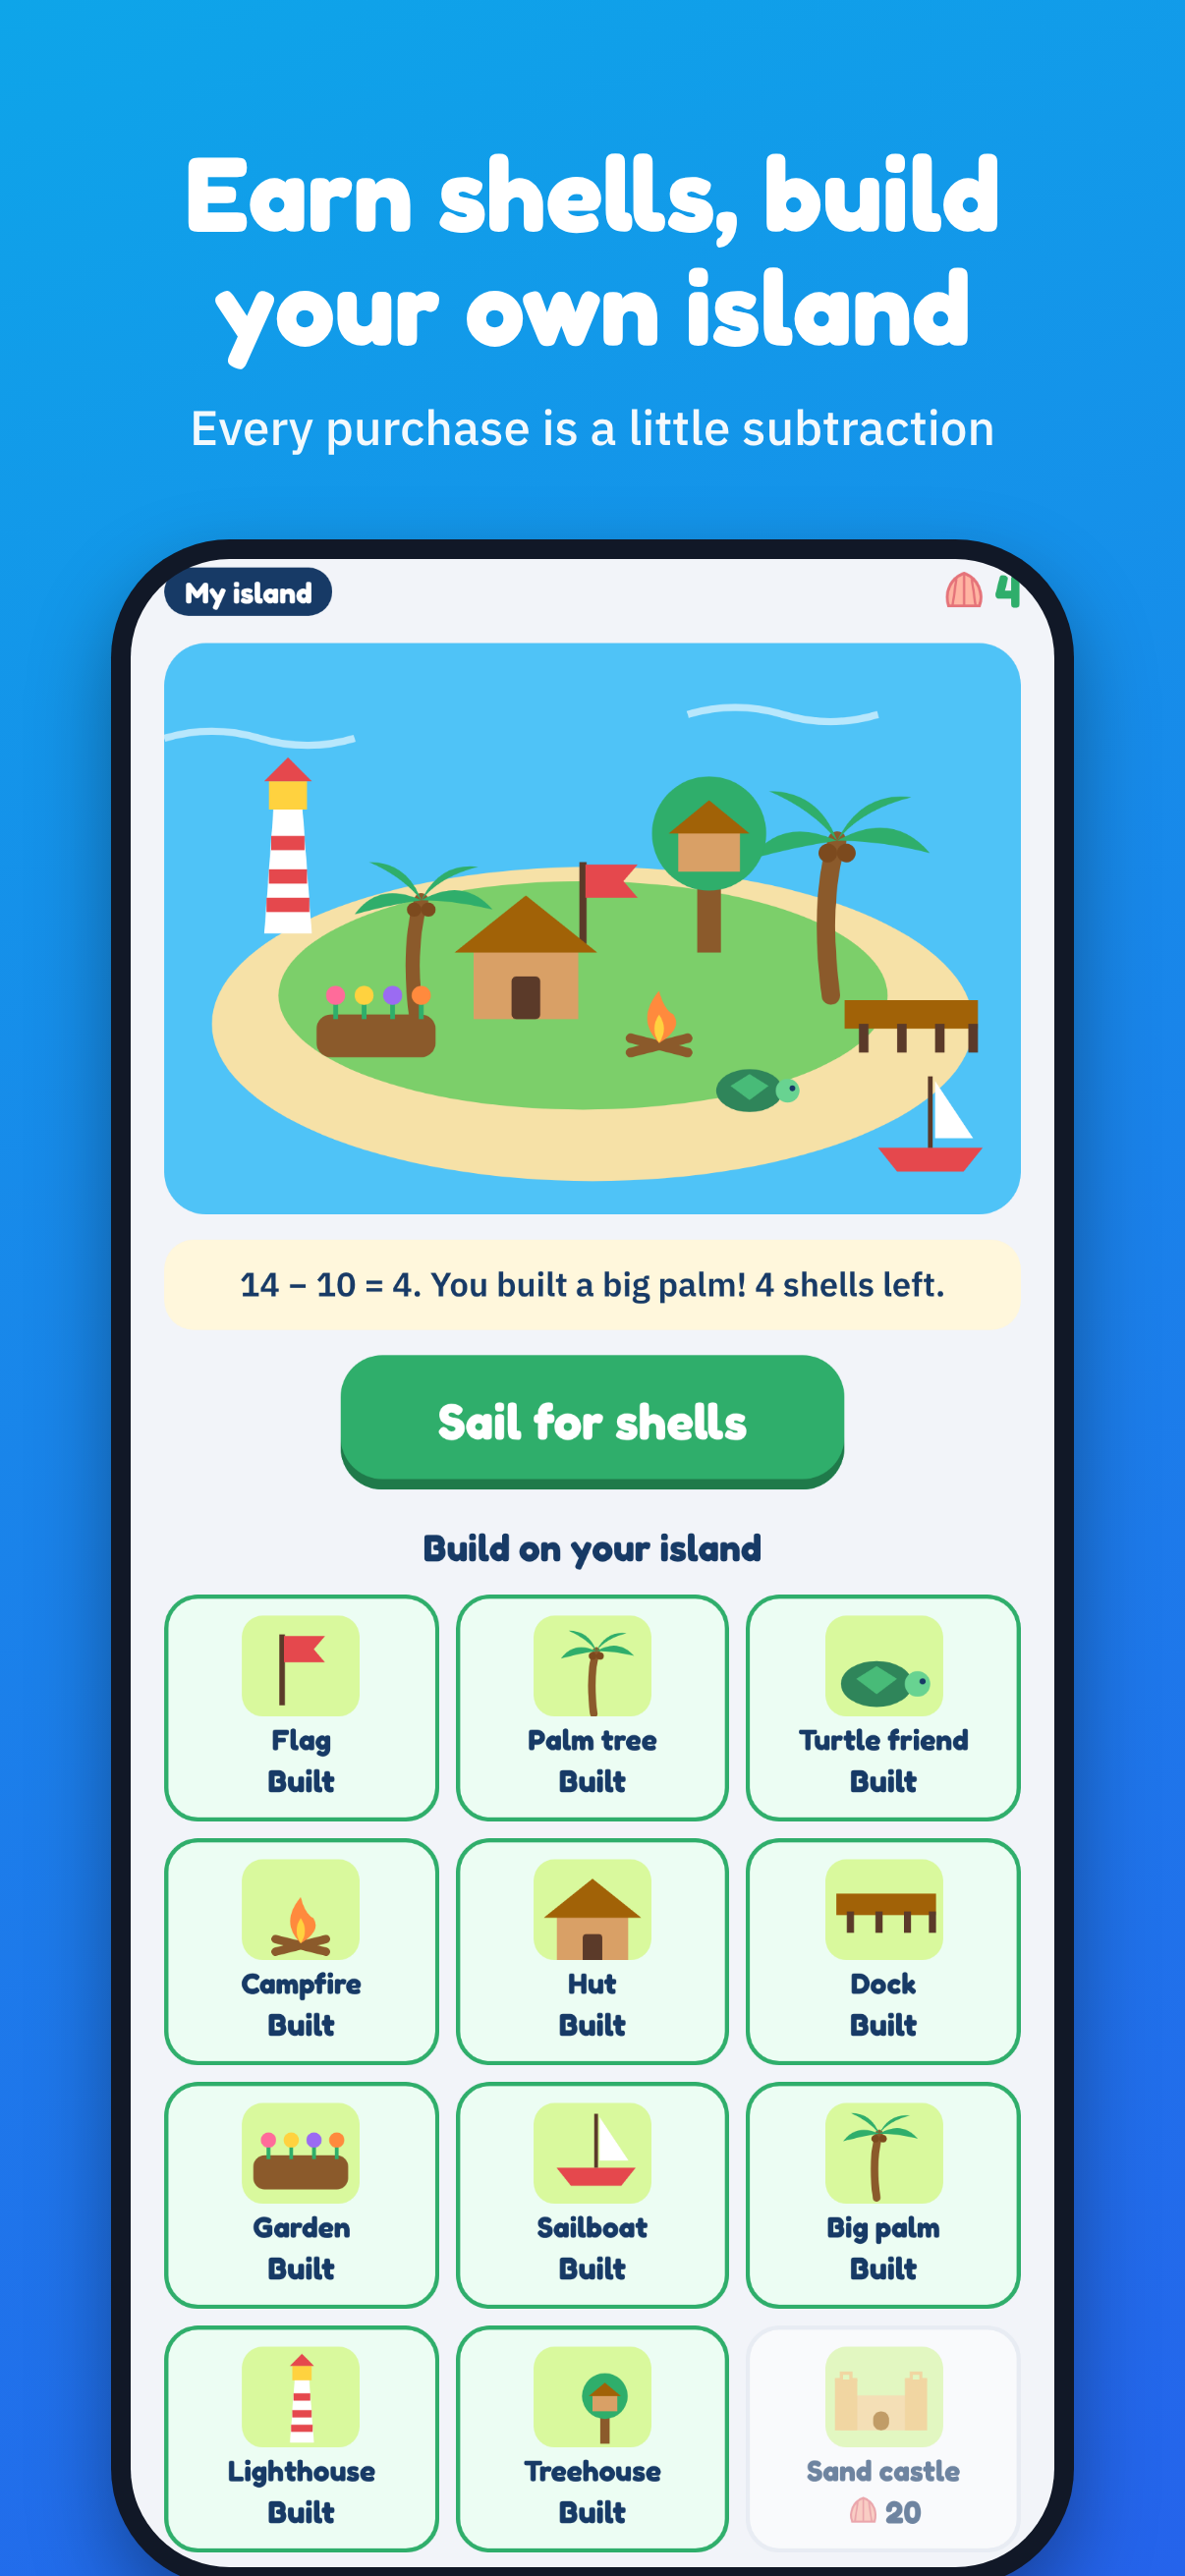 Earn shells, build
your own island
Every purchase is a little subtraction
My island
4
14 – 10 = 4. You built a big palm! 4 shells left.
Sail for shells
Build on your island
Flag
Built
Palm tree
Built
Turtle friend
Built
Campfire
Built
Hut
Built
Dock
Built
Garden
Built
Sailboat
Built
Big palm
Built
Lighthouse
Built
Treehouse
Built
Sand castle
20